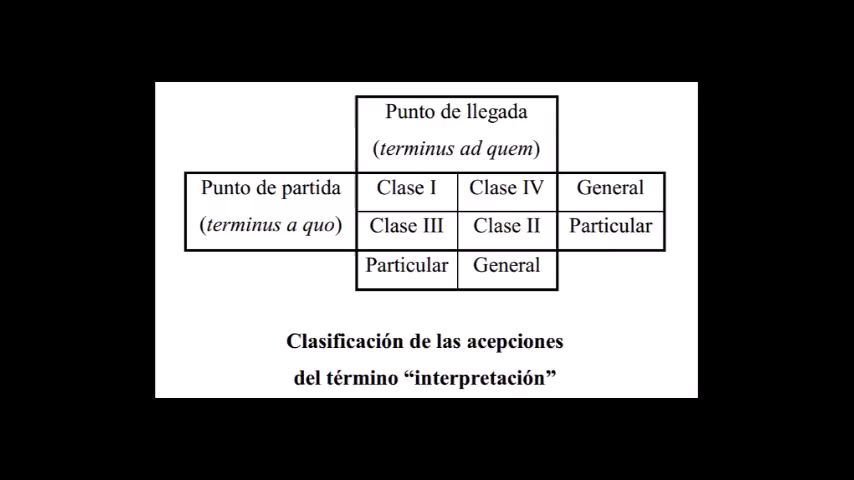 Punto de llegada
(terminus ad quem)
Punto de partida Clase I Clase IV General
(terminus a quo) Clase III Clase II Particular
Particular General
Clasificación de las acepciones
del término “interpretación”